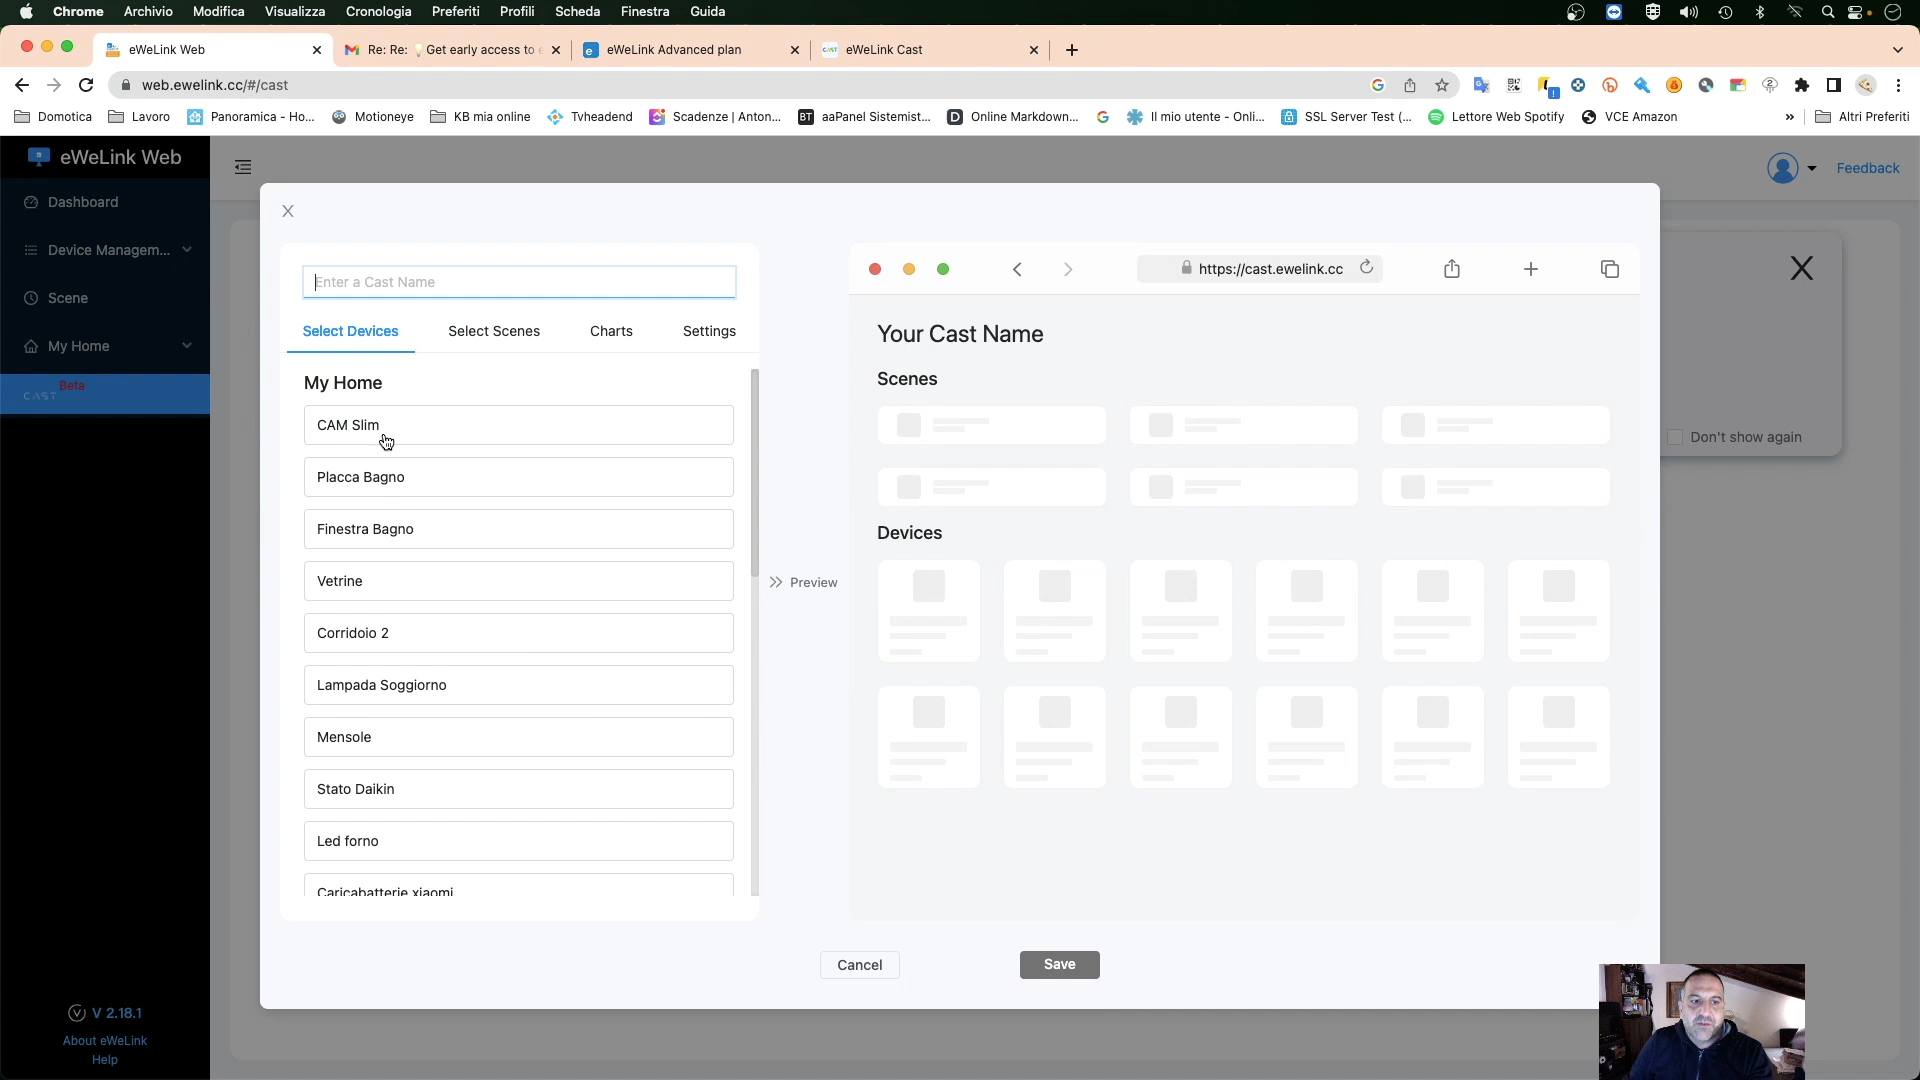 Chrome Archivio Modifica Visualizza Cronologia Preferiti Profili Scheda Finestra Guida
eWeLink Web
Re: Re: 💡Get early access to e
eWeLink Advanced plan
eWeLink Cast
web.ewelink.cc/#/cast
Domotica
Lavoro
Panoramica - Ho...
Motioneye
KB mia online
Tvheadend
Scadenze | Anton...
BT aaPanel Sistemist...
Online Markdown...
Il mio utente - Onli...
SSL Server Test (...
Lettore Web Spotify
VCE Amazon
»
Altri Preferiti
eWeLink Web
Dashboard
Device Managem...
Scene
My Home
CAST Beta
V 2.18.1
About eWeLink
Help
Feedback
X
Don't show again
X
Enter a Cast Name
Select Devices Select Scenes Charts Settings
My Home
CAM Slim
Placca Bagno
Finestra Bagno
Vetrine
Corridoio 2
Lampada Soggiorno
Mensole
Stato Daikin
Led forno
Caricabatterie xiaomi
Preview
https://cast.ewelink.cc
Your Cast Name
Scenes
Devices
Cancel
Save